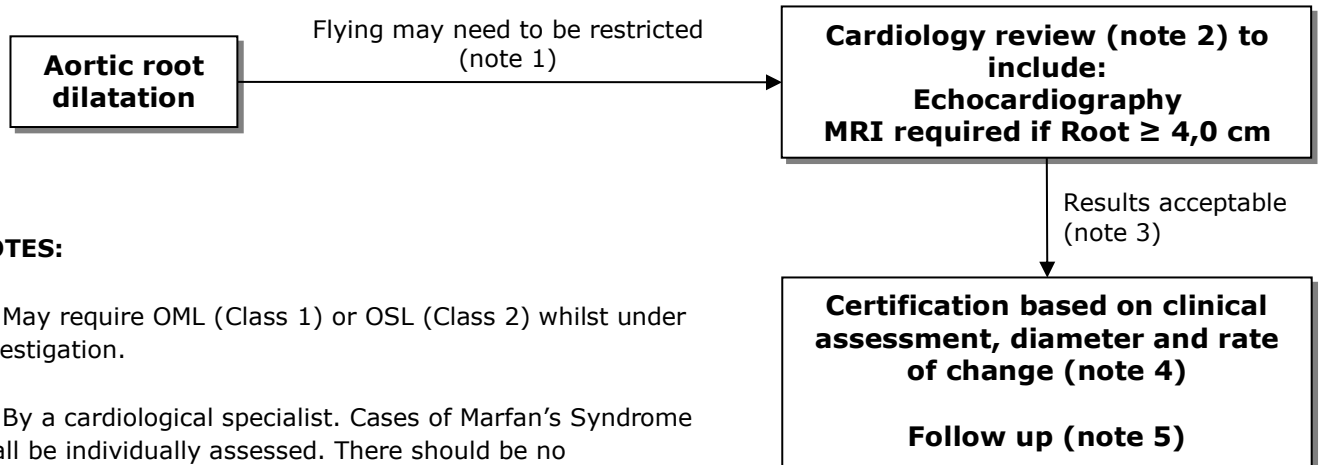 Aortic root
dilatation
Flying may need to be restricted
(note 1)
Cardiology review (note 2) to
include:
Echocardiography
MRI required if Root ≥ 4,0 cm
Results acceptable
(note 3)
Certification based on clinical
assessment, diameter and rate
of change (note 4)
Follow up (note 5)
OTES:
May require OML (Class 1) or OSL (Class 2) whilst under
estigation.
By a cardiological specialist. Cases of Marfan's Syndrome
all be individually assessed. There should be no